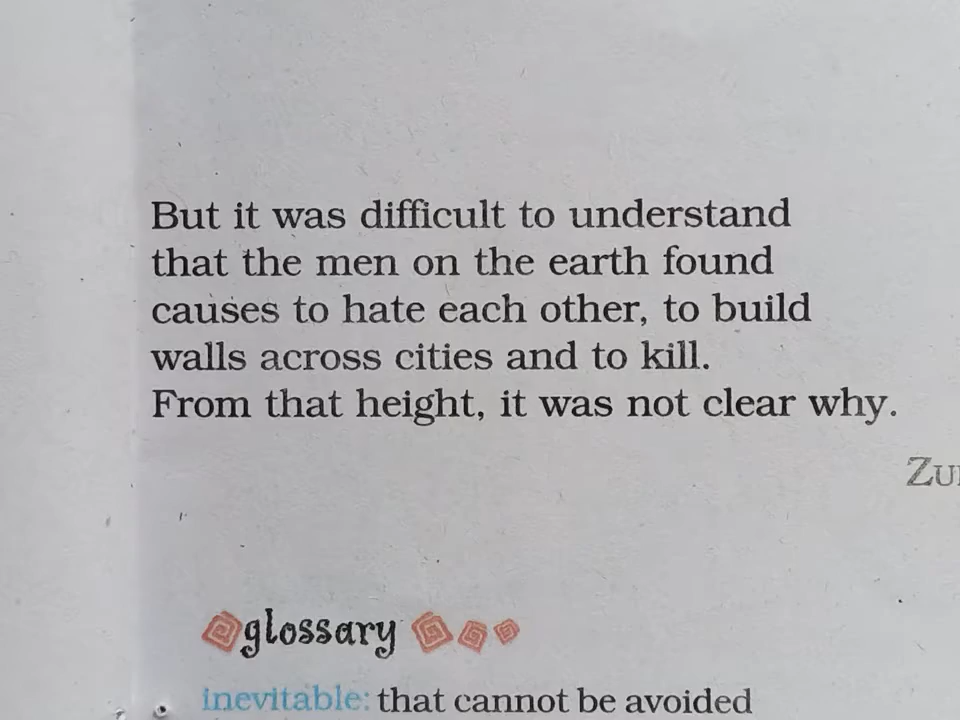 But it was difficult to understand
that the men on the earth found
causes to hate each other, to build
walls across cities and to kill.
From that height, it was not clear why.
glossary
inevitable: that cannot be avoided